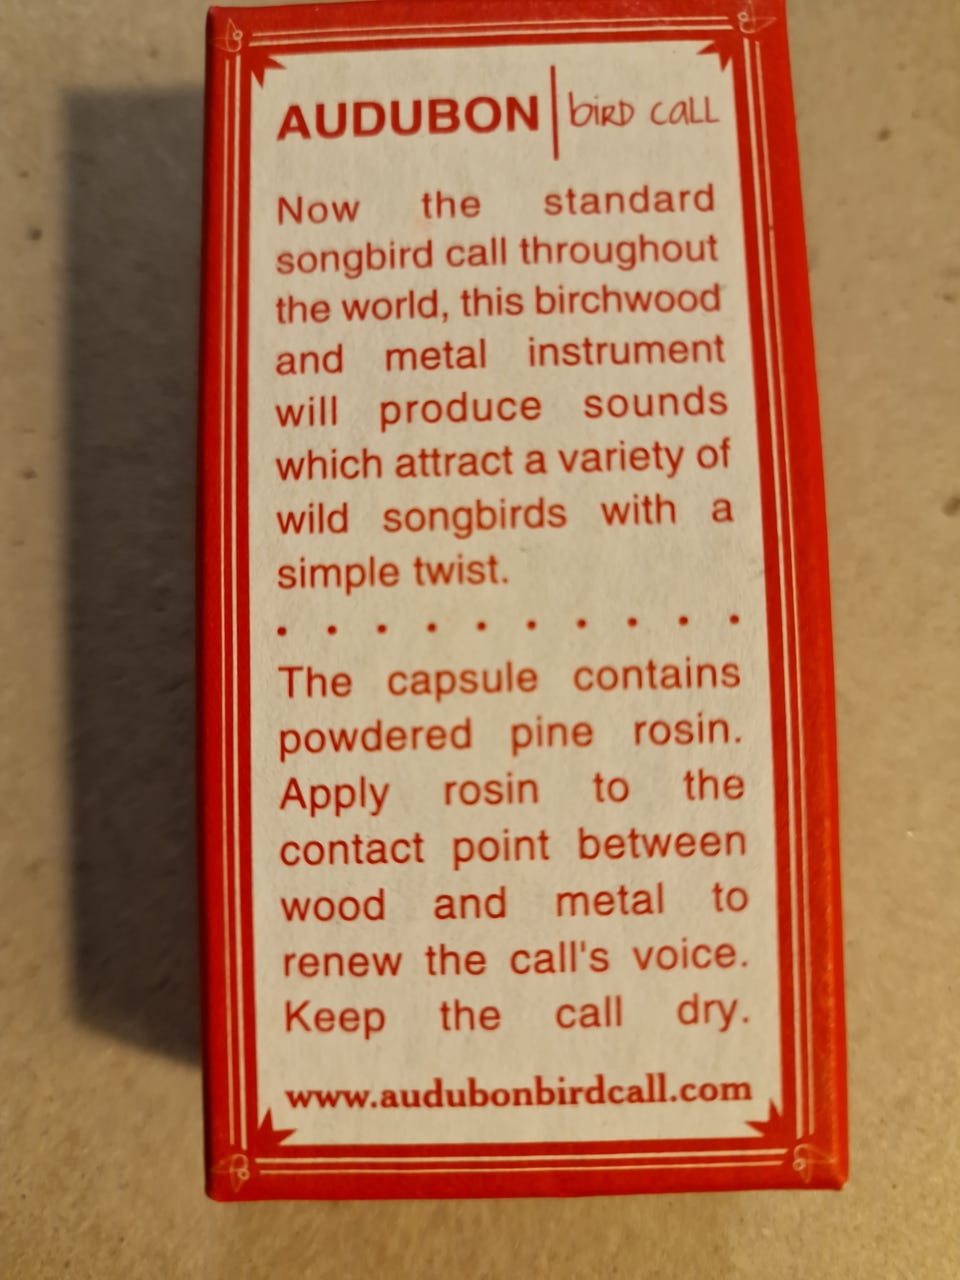 AUDUBON | biRD caLL
Now the standard
songbird call throughout
the world, this birchwood
and metal instrument
will produce sounds
which attract a variety of
wild songbirds with a
simple twist.
. . . . . . . . . .
The capsule contains
powdered pine rosin.
Apply rosin to the
contact point between
wood and metal to
renew the call's voice.
Keep the call dry.
www.audubonbirdcall.com